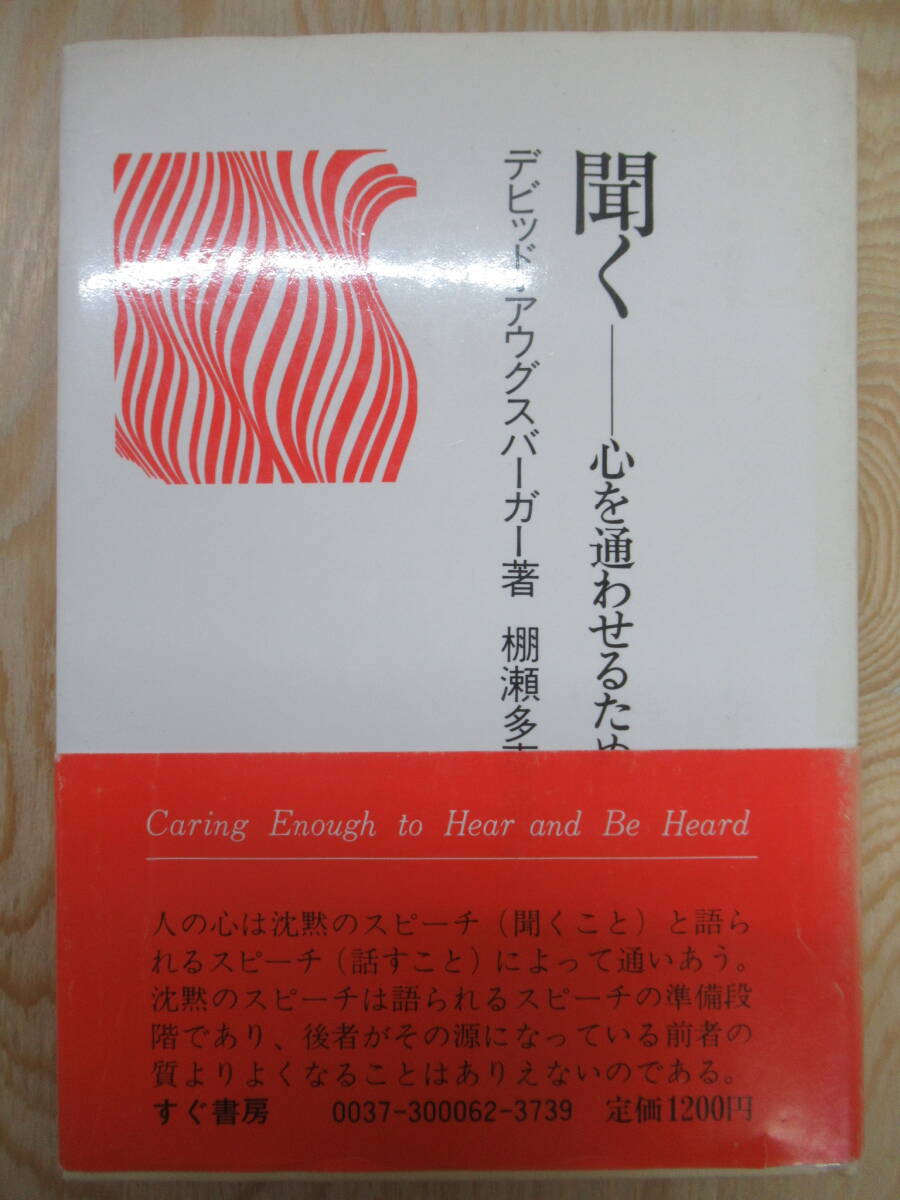 聞く――心を通わせるため
デビッド・アウグスバーガー著 棚瀬多
Caring Enough to Hear and Be Heard
人の心は沈黙のスピーチ（聞くこと）と語ら
れるスピーチ（話すこと）によって通いあう。
沈黙のスピーチは語られるスピーチの準備段
階であり、後者がその源になっている前者の
質よりよくなることはありえないのである。
すぐ書房 0037-300062-3739 定価1200円